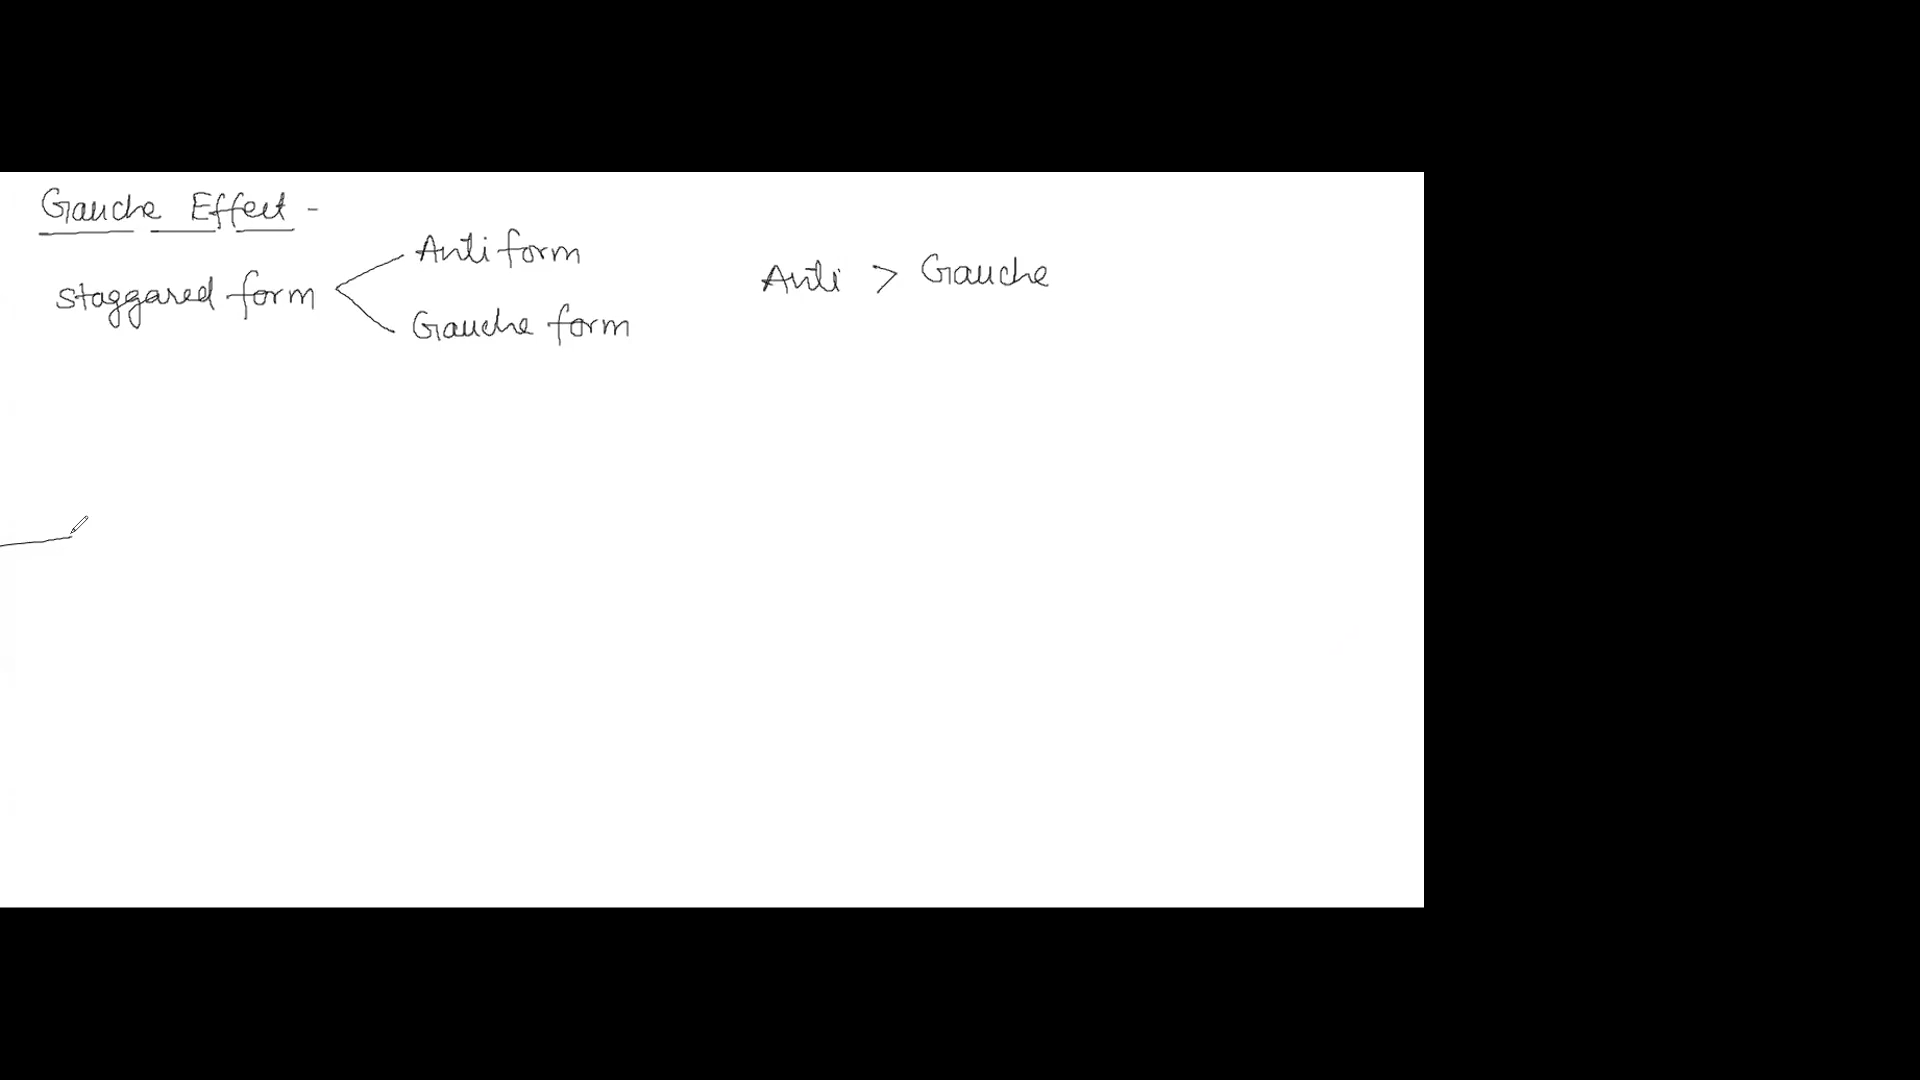 Gauche Effect -
staggared form
Anti form
Gauche form
Anti > Gauche